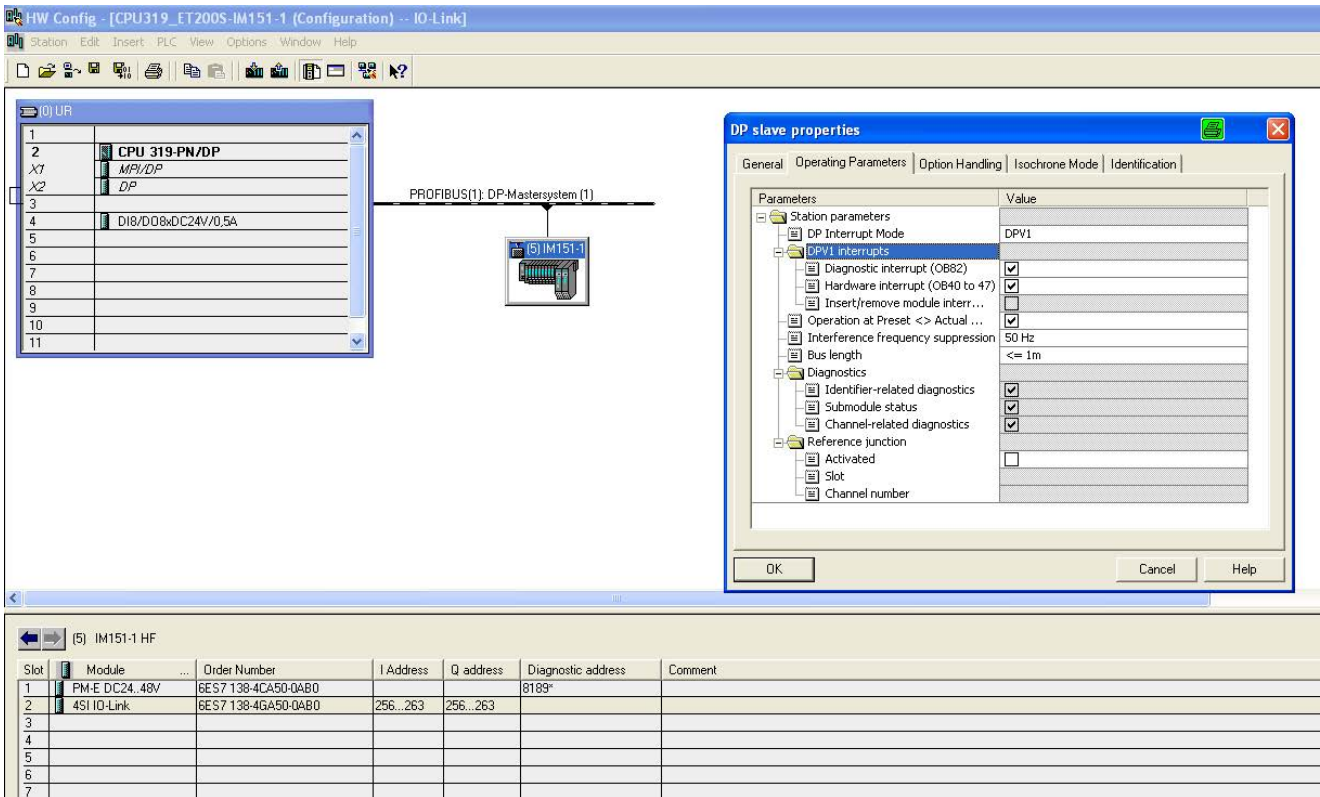 HW Config - [CPU319_ET200S-IM151-1 (Configuration) -- IO-Link]
Station Edit Insert PLC View Options Window Help
(0) UR
1
2 CPU 319-PN/DP
X1 MPI/DP
X2 DP
3
4 DI8/DO8xDC24V/0,5A
5
6
7
8
9
10
11
PROFIBUS(1): DP-Mastersystem (1)
(5) IM151-1
DP slave properties
General Operating Parameters Option Handling Isochrone Mode Identification
Parameters Value
Station parameters
DP Interrupt Mode DPV1
DPV1 interrupts
Diagnostic interrupt (OB82)
Hardware interrupt (OB40 to 47)
Insert/remove module interr...
Operation at Preset <> Actual ...
Interference frequency suppression 50 Hz
Bus length <= 1m
Diagnostics
Identifier-related diagnostics
Submodule status
Channel-related diagnostics
Reference junction
Activated
Slot
Channel number
OK Cancel Help
(5) IM151-1 HF
Slot Module ... Order Number I Address Q address Diagnostic address Comment
1 PM-E DC24..48V 6ES7 138-4CA50-0AB0 8189*
2 4SI IO-Link 6ES7 138-4GA50-0AB0 256...263 256...263
3
4
5
6
7